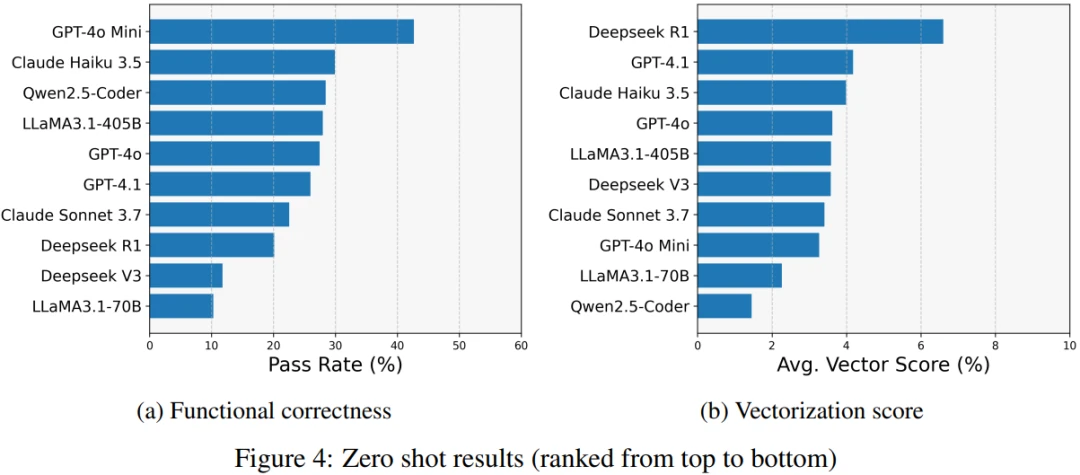 GPT-4o Mini
Claude Haiku 3.5
Qwen2.5-Coder
LLaMA3.1-405B
GPT-4o
GPT-4.1
Claude Sonnet 3.7
Deepseek R1
Deepseek V3
LLaMA3.1-70B
0 10 20 30 40 50 60
Pass Rate (%)
(a) Functional correctness
Deepseek R1
GPT-4.1
Claude Haiku 3.5
GPT-4o
LLaMA3.1-405B
Deepseek V3
Claude Sonnet 3.7
GPT-4o Mini
LLaMA3.1-70B
Qwen2.5-Coder
0 2 4 6 8 10
Avg. Vector Score (%)
(b) Vectorization score
Figure 4: Zero shot results (ranked from top to bottom)